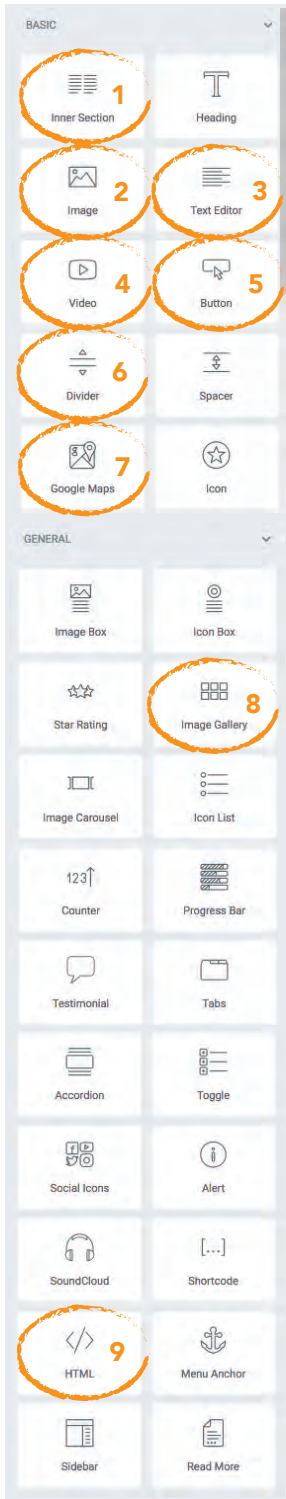 BASIC
1
Inner Section
Heading
2
Image
3
Text Editor
4
Video
5
Button
6
Divider
Spacer
7
Google Maps
Icon
GENERAL
Image Box
Icon Box
Star Rating
8
Image Gallery
Image Carousel
Icon List
123
Counter
Progress Bar
Testimonial
Tabs
Accordion
Toggle
Social Icons
Alert
SoundCloud
[...]
Shortcode
</> 9
HTML
Menu Anchor
Sidebar
Read More